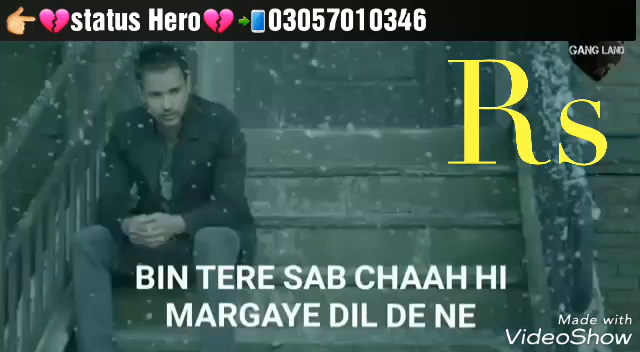 👉💔status Hero💔➔📱03057010346
GANG LAND
Rs
BIN TERE SAB CHAAH HI
MARGAYE DIL DE NE
Made with
VideoShow